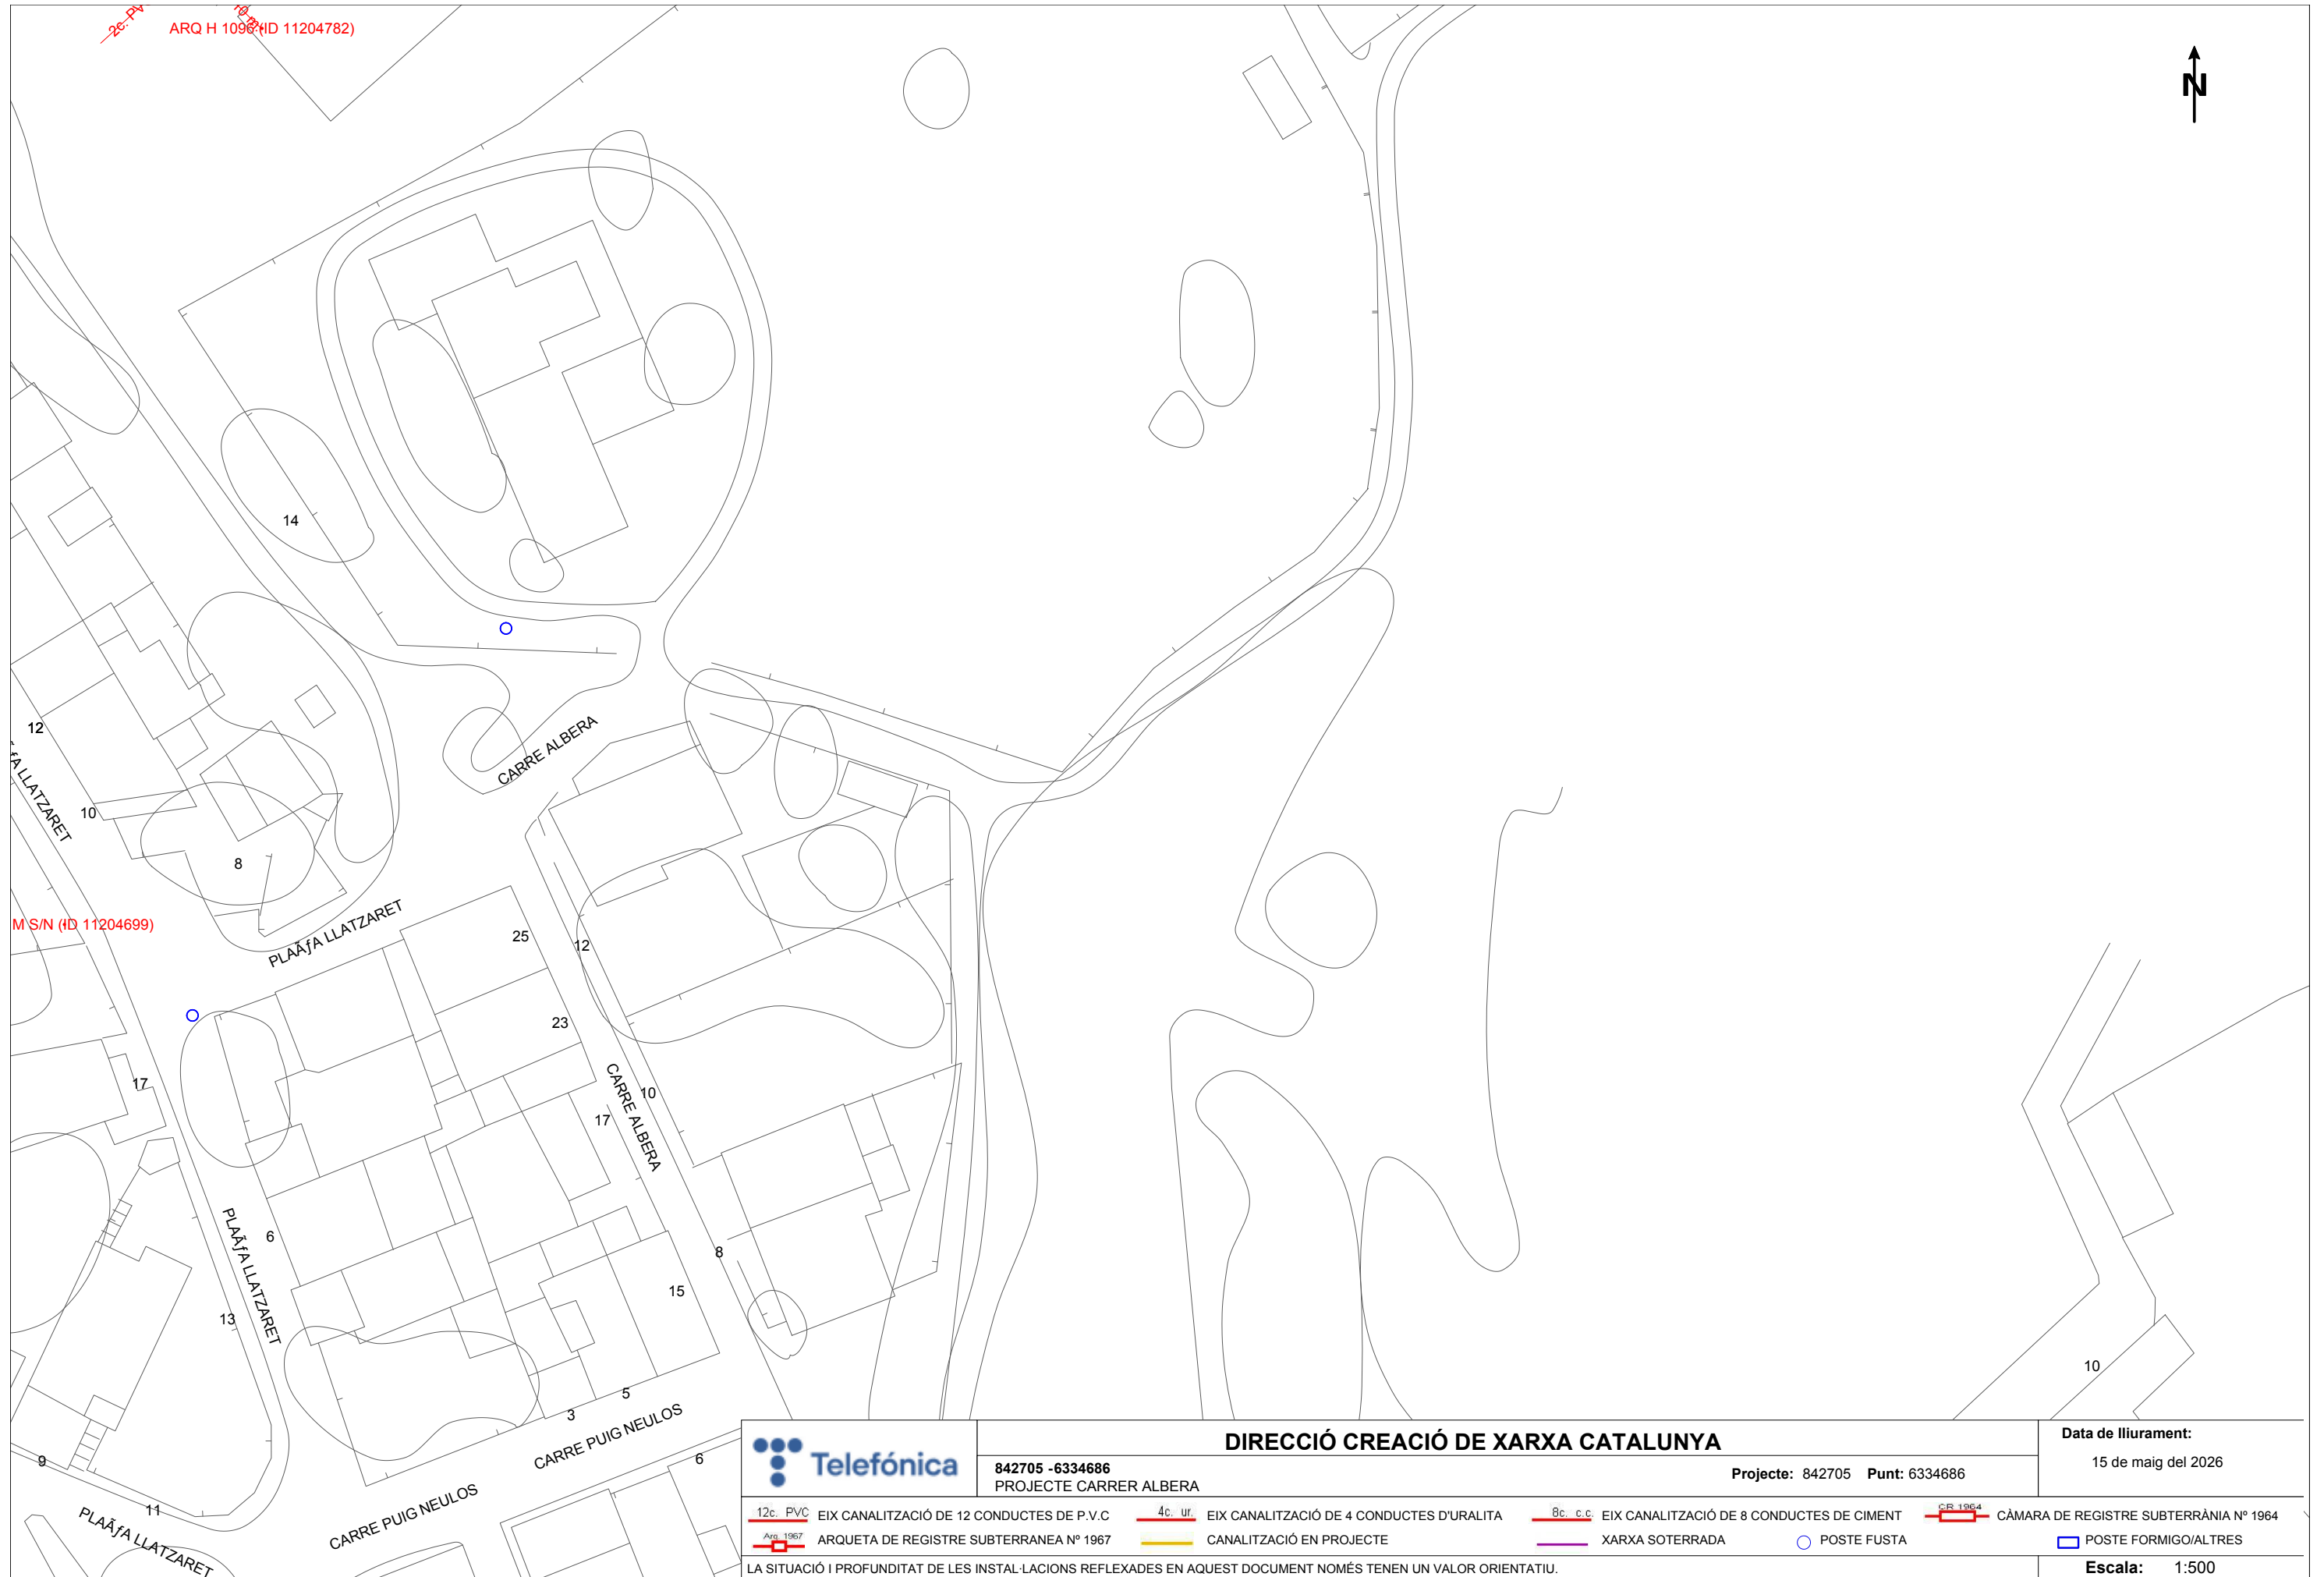 2c. PV
10 m.
ARQ H 1096 (ID 11204782)
N
14
12
CARRE ALBERA
LLATZARET
10
8
M S/N (ID 11204699)
PLAÃƒA LLATZARET
25
12
23
17
CARRE ALBERA
10
17
PLAÃƒA LLATZARET
6
8
15
13
10
5
3
CARRE PUIG NEULOS
6
9
11
CARRE PUIG NEULOS
PLAÃƒA LLATZARET
Telefónica
DIRECCIÓ CREACIÓ DE XARXA CATALUNYA
Data de lliurament:
15 de maig del 2026
842705 -6334686
PROJECTE CARRER ALBERA
Projecte: 842705 Punt: 6334686
12c. PVC EIX CANALITZACIÓ DE 12 CONDUCTES DE P.V.C
4c. ur. EIX CANALITZACIÓ DE 4 CONDUCTES D'URALITA
8c. c.c. EIX CANALITZACIÓ DE 8 CONDUCTES DE CIMENT
C.R. 1964 CÀMARA DE REGISTRE SUBTERRÀNIA Nº 1964
Arq. 1967 ARQUETA DE REGISTRE SUBTERRANEA Nº 1967
CANALITZACIÓ EN PROJECTE
XARXA SOTERRADA
POSTE FUSTA
POSTE FORMIGO/ALTRES
LA SITUACIÓ I PROFUNDITAT DE LES INSTAL·LACIONS REFLEXADES EN AQUEST DOCUMENT NOMÉS TENEN UN VALOR ORIENTATIU.
Escala: 1:500